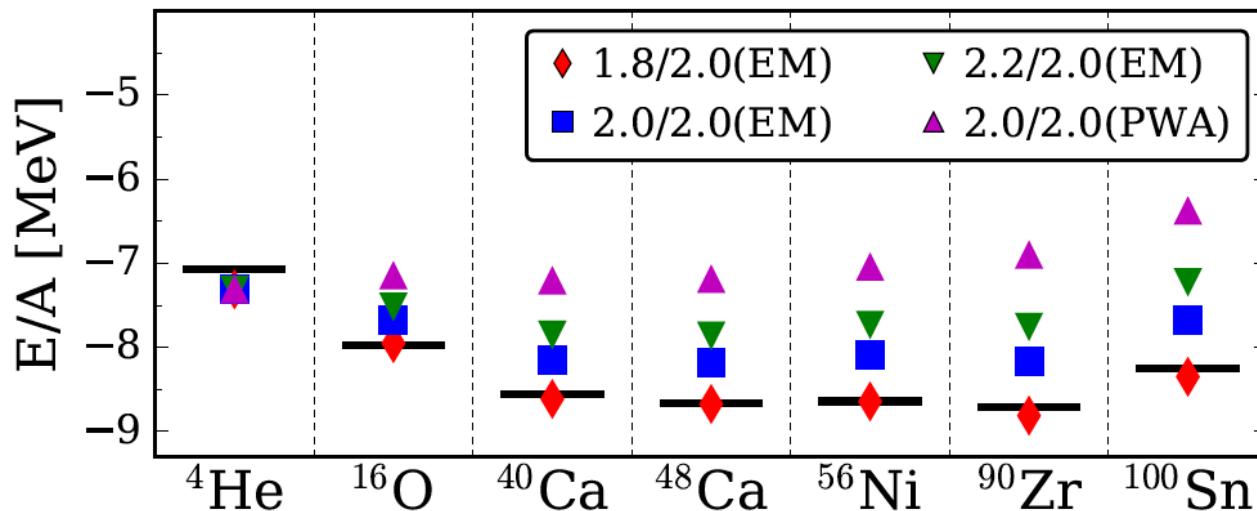 E/A [MeV]
−5
−6
−7
−8
−9
1.8/2.0(EM)
2.0/2.0(EM)
2.2/2.0(EM)
2.0/2.0(PWA)
⁴He
¹⁶O
⁴⁰Ca
⁴⁸Ca
⁵⁶Ni
⁹⁰Zr
¹⁰⁰Sn